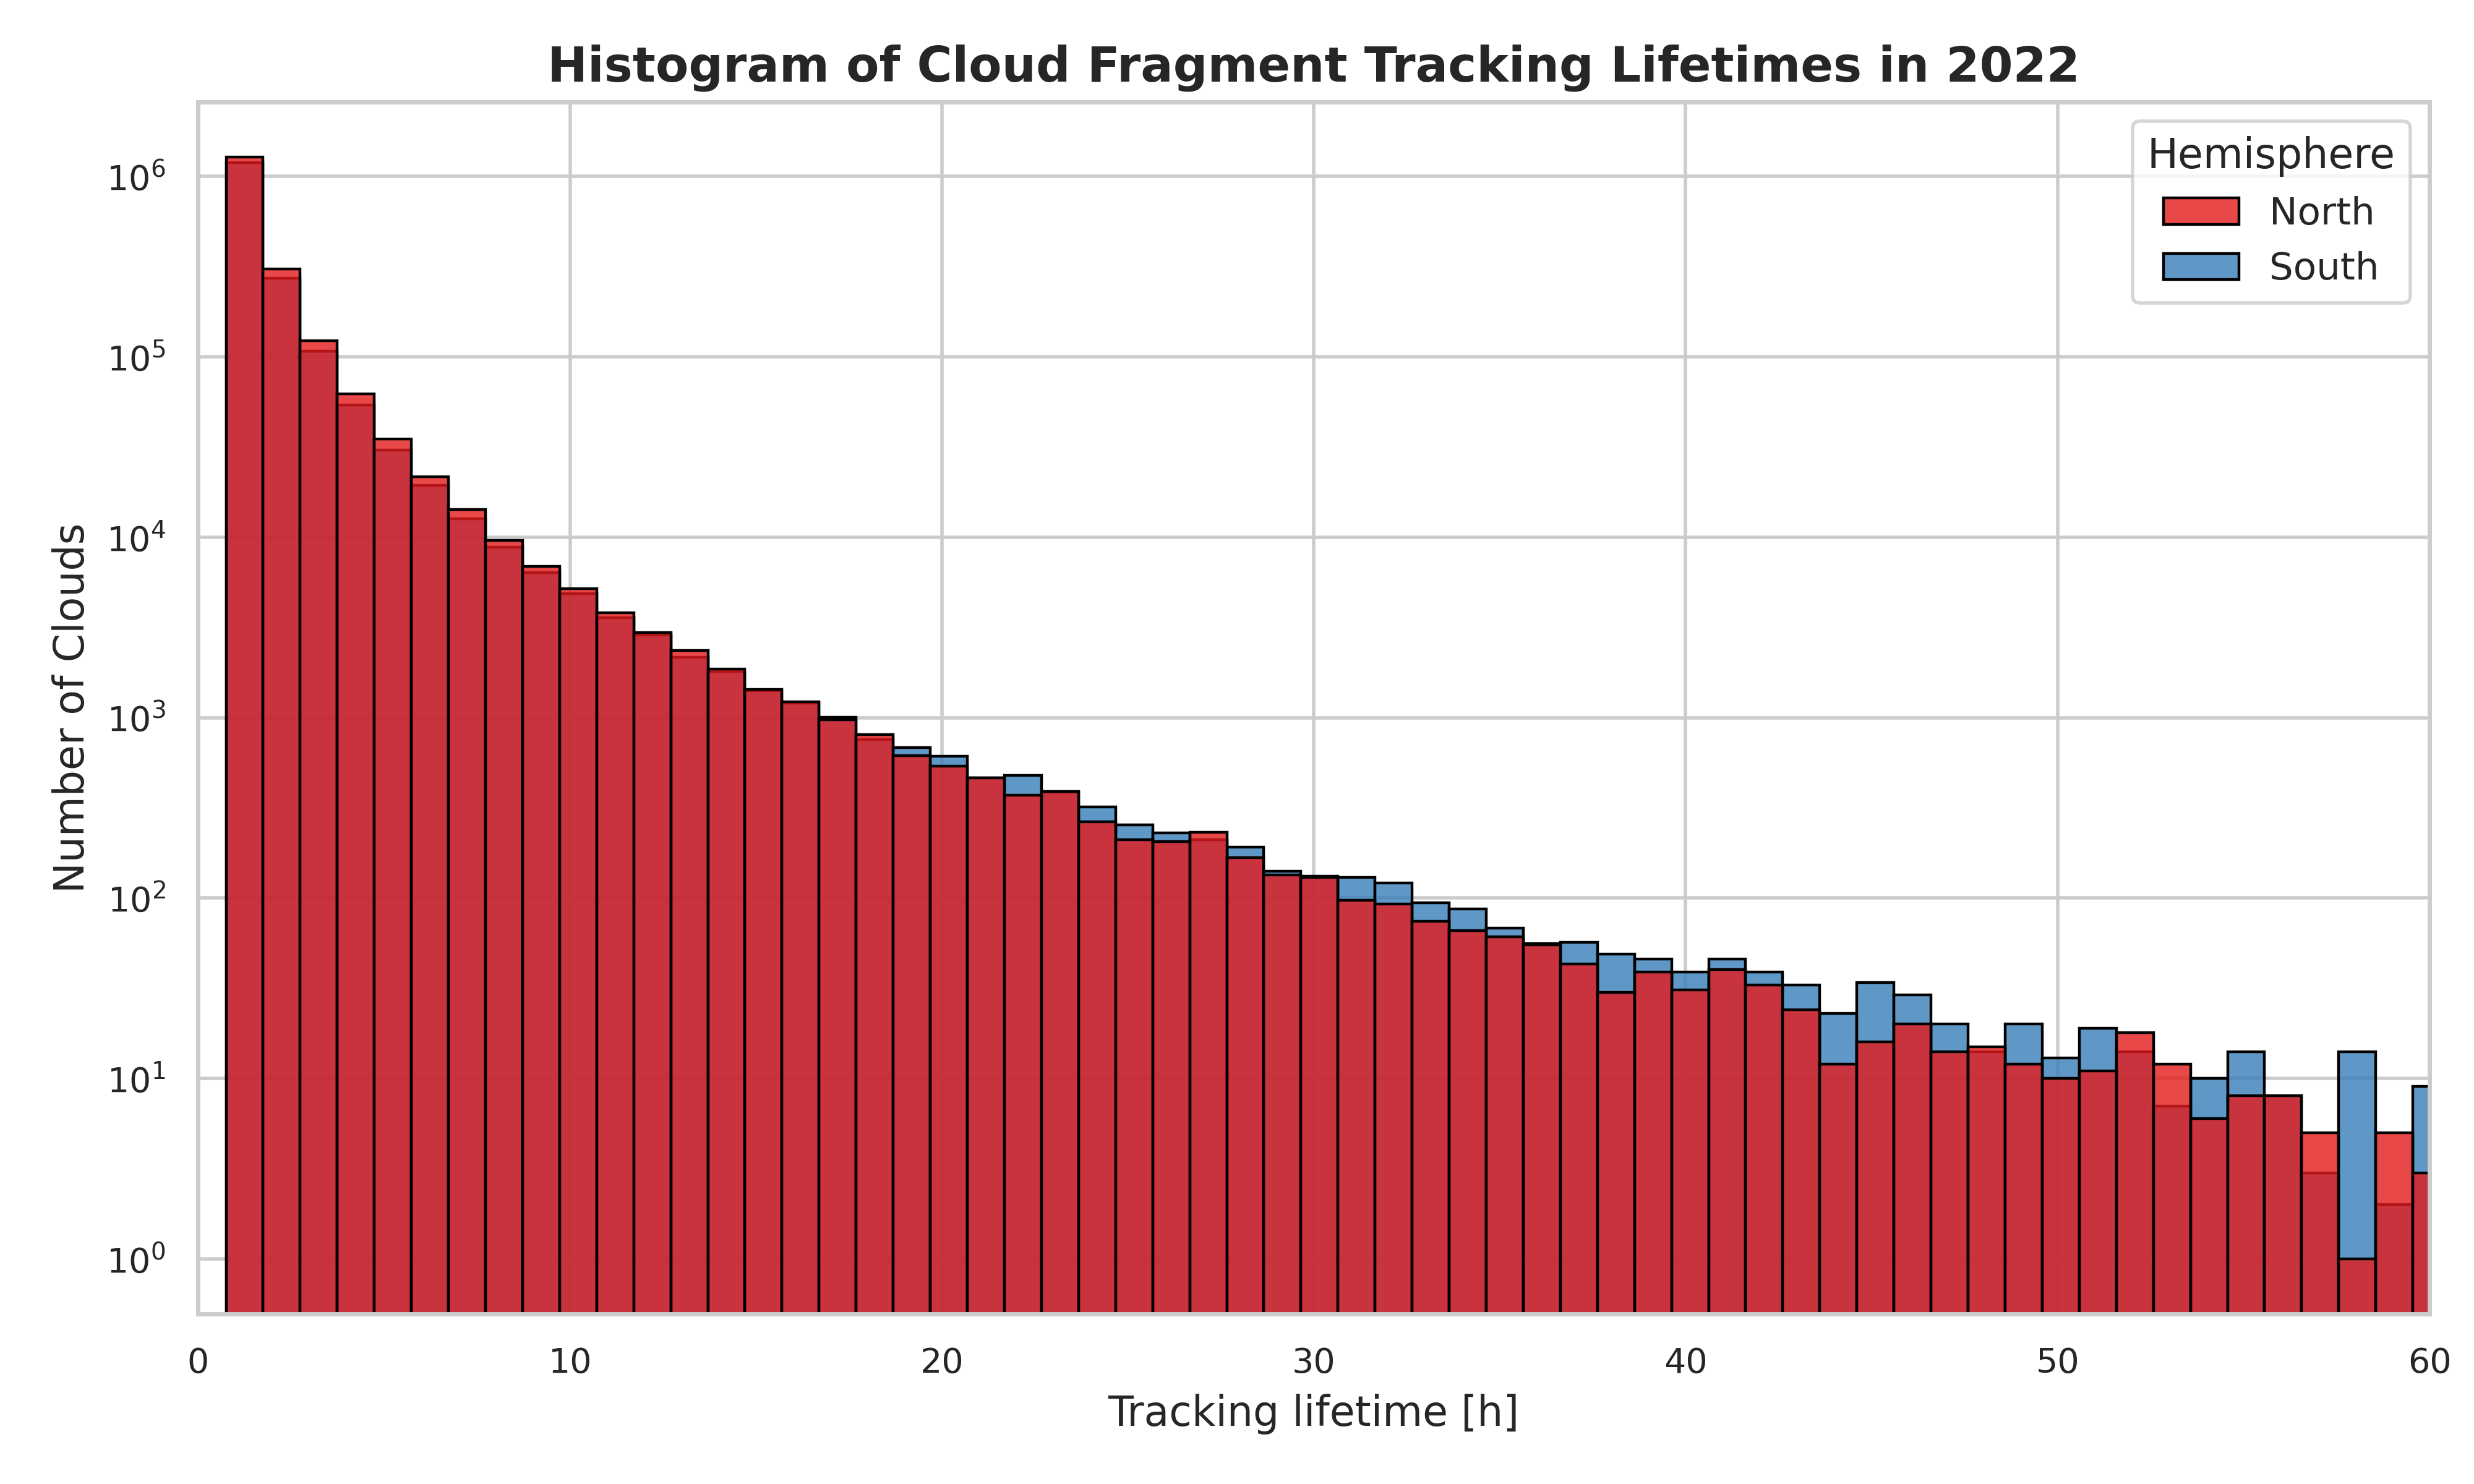 Histogram of Cloud Fragment Tracking Lifetimes in 2022
Hemisphere
North
South
Number of Clouds
10⁶
10⁵
10⁴
10³
10²
10¹
10⁰
0 10 20 30 40 50 60
Tracking lifetime [h]